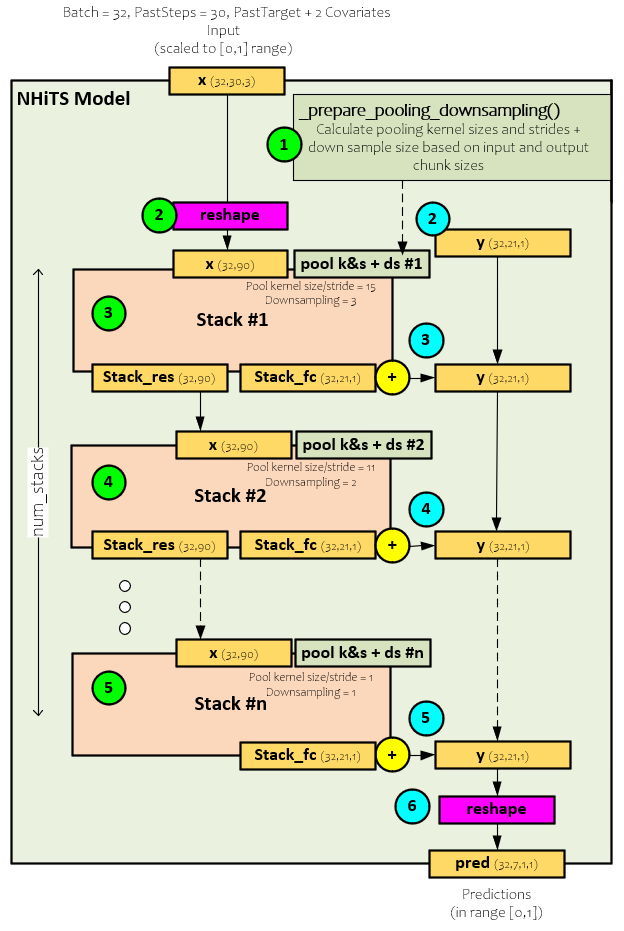 Batch = 32, PastSteps = 30, PastTarget + 2 Covariates
Input
(scaled to [0,1] range)
x (32,30,3)
NHiTS Model
_prepare_pooling_downsampling()
Calculate pooling kernel sizes and strides +
down sample size based on input and output
chunk sizes
1
2 reshape
2
y (32,21,1)
x (32,90) pool k&s + ds #1
Pool kernel size/stride = 15
Downsampling = 3
3 Stack #1
3
Stack_res (32,90) Stack_fc (32,21,1) + y (32,21,1)
x (32,90) pool k&s + ds #2
Pool kernel size/stride = 11
Downsampling = 2
4 Stack #2
4
num_stacks
Stack_res (32,90) Stack_fc (32,21,1) + y (32,21,1)
x (32,90) pool k&s + ds #n
Pool kernel size/stride = 1
Downsampling = 1
5 Stack #n
5
Stack_fc (32,21,1) + y (32,21,1)
6 reshape
pred (32,7,1,1)
Predictions
(in range [0,1])